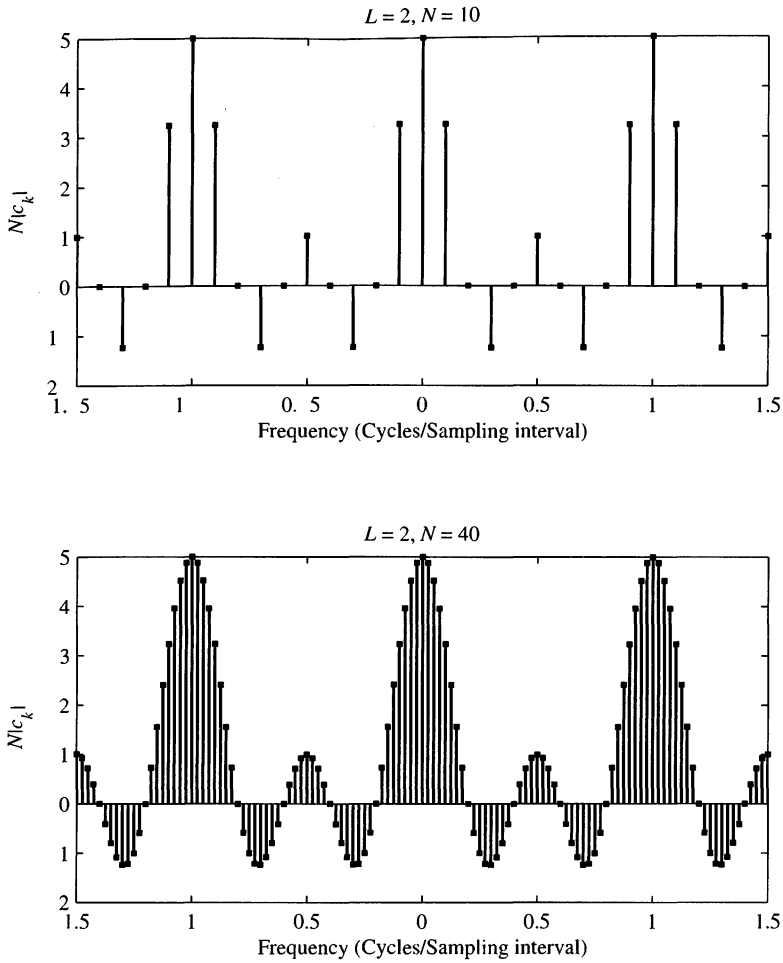 L = 2, N = 10
5
4
3
2
1
0
1
2
N|c_k|
1. 5 1 0. 5 0 0.5 1 1.5
Frequency (Cycles/Sampling interval)
L = 2, N = 40
5
4
3
2
1
0
1
2
N|c_k|
1.5 1 0.5 0 0.5 1 1.5
Frequency (Cycles/Sampling interval)